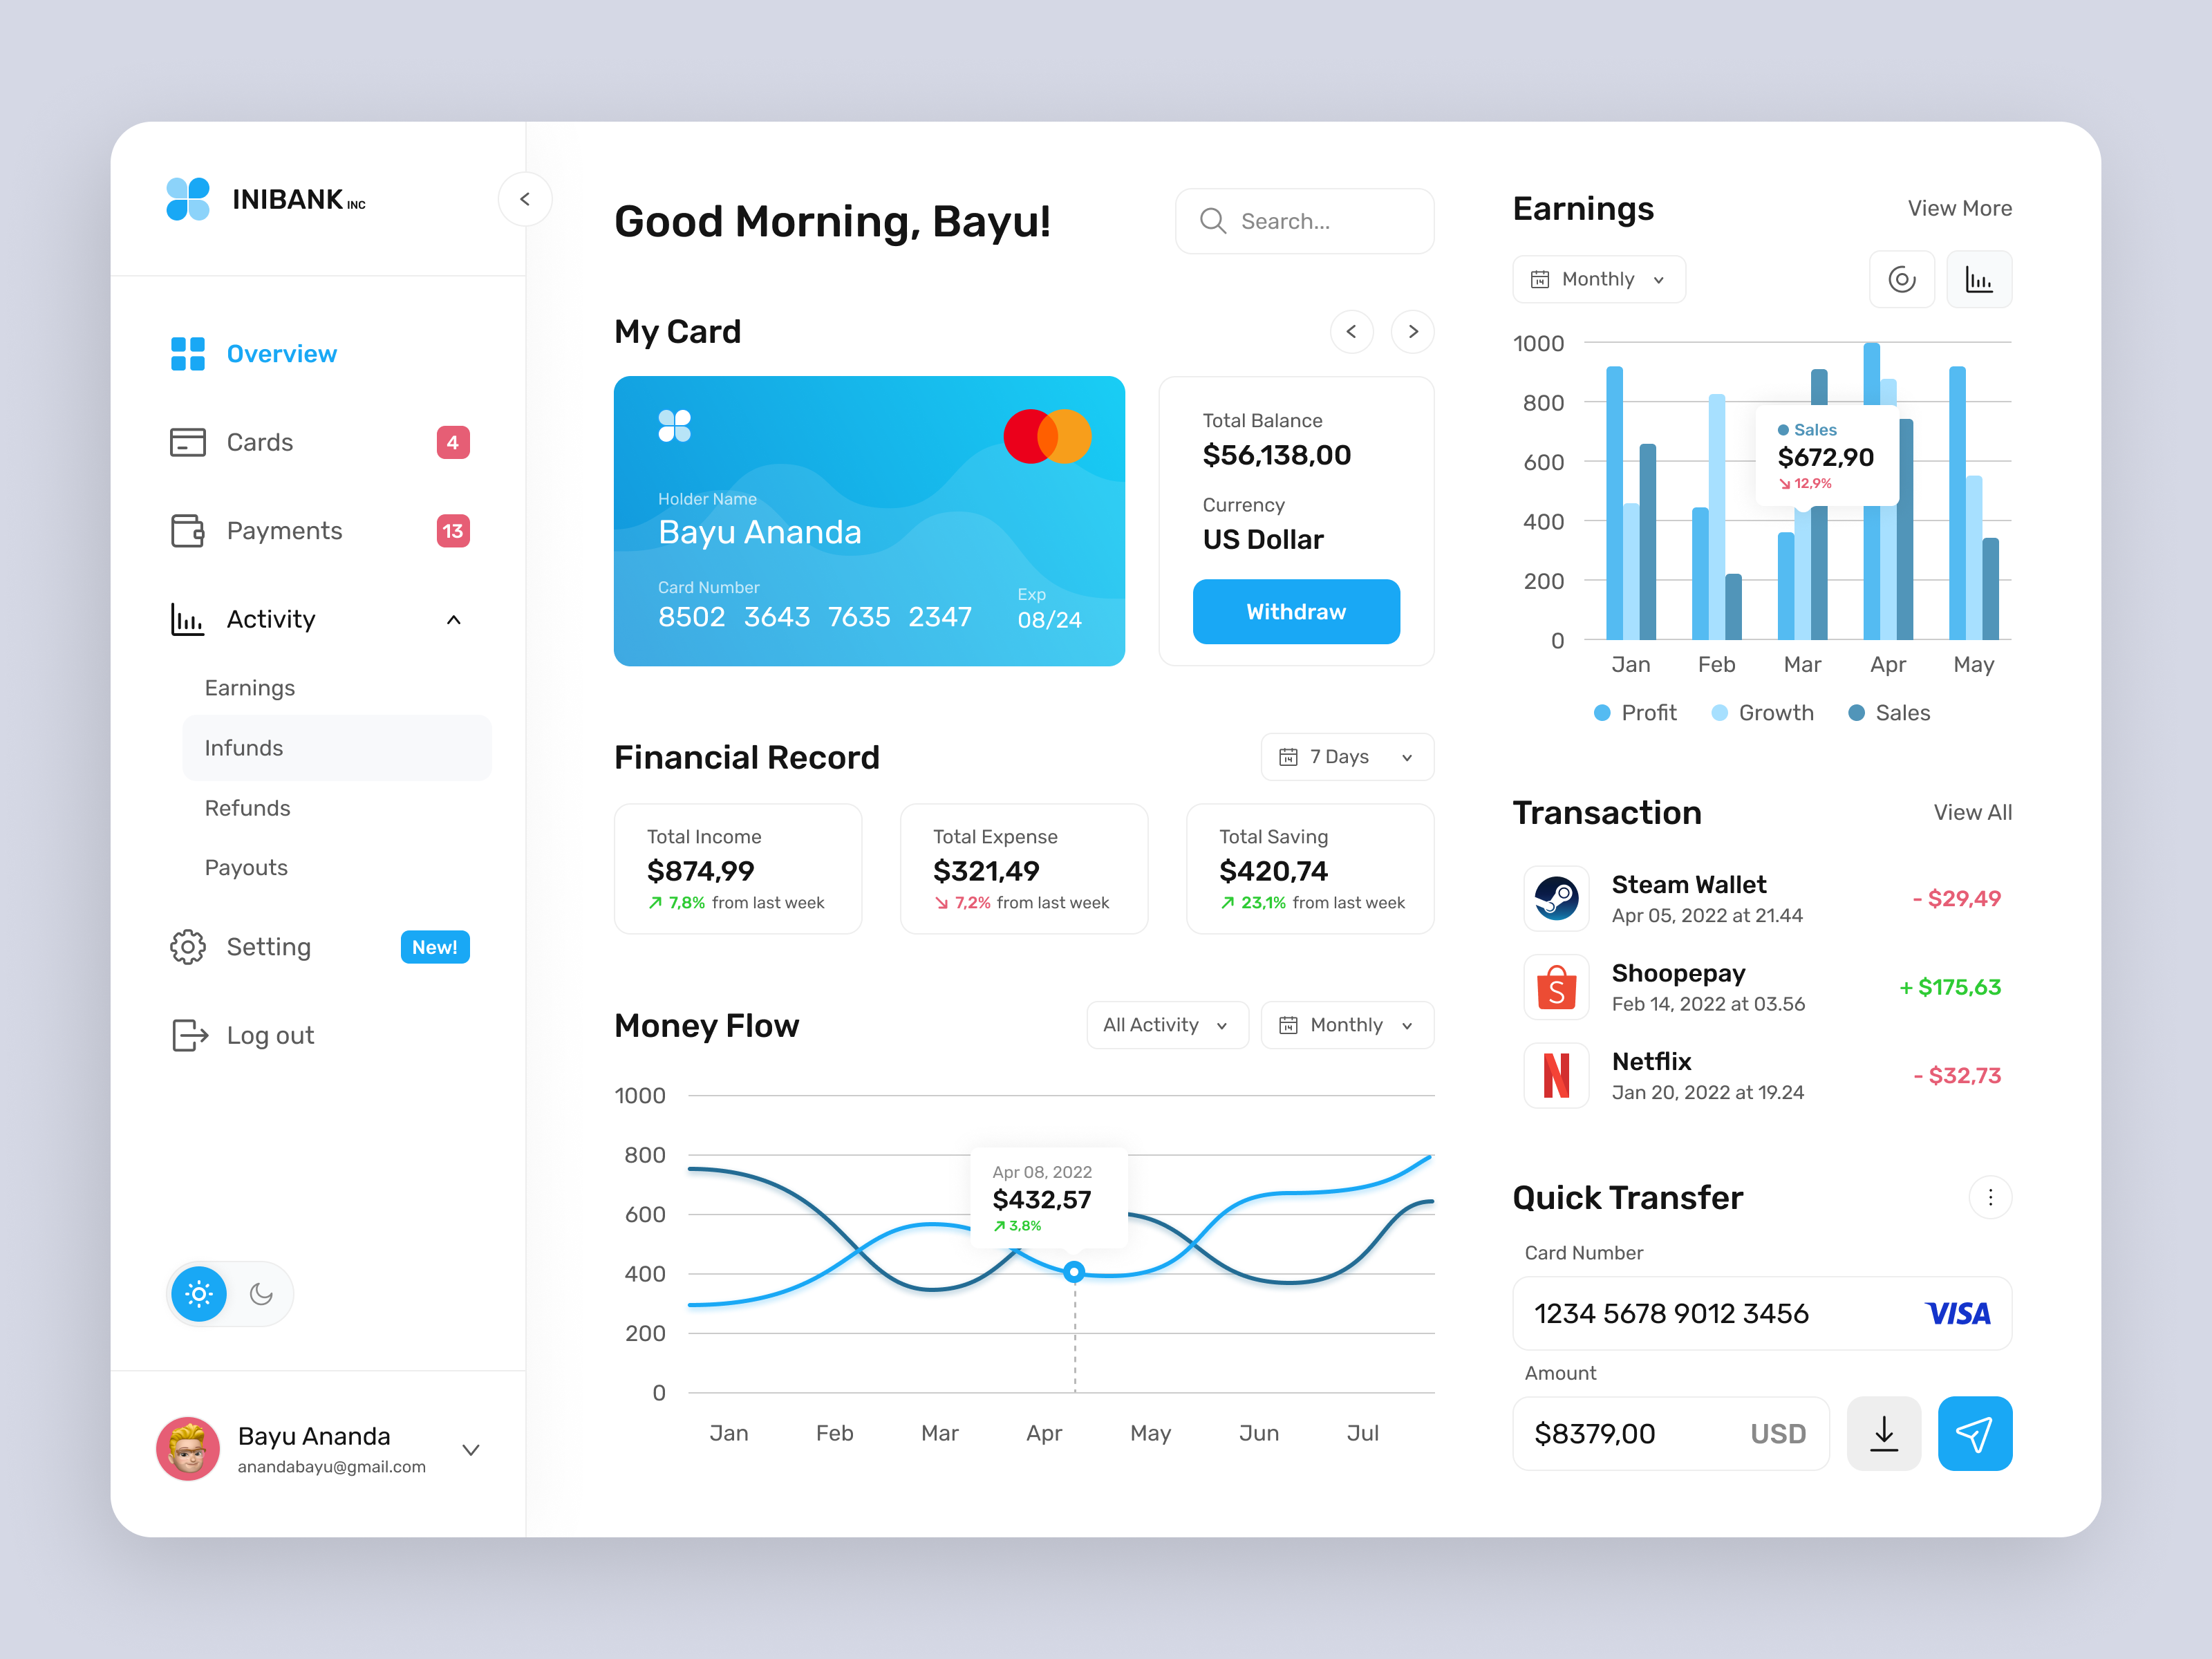 INIBANK INC
Overview
Cards 4
Payments 13
Activity
Earnings
Infunds
Refunds
Payouts
Setting New!
Log out
Bayu Ananda
anandabayu@gmail.com
Good Morning, Bayu!
Search...
My Card
Holder Name
Bayu Ananda
Card Number
8502 3643 7635 2347
Exp
08/24
Total Balance
$56,138,00
Currency
US Dollar
Withdraw
Financial Record
14 7 Days
Total Income
$874,99
7,8% from last week
Total Expense
$321,49
7,2% from last week
Total Saving
$420,74
23,1% from last week
Money Flow
All Activity
14 Monthly
1000
800
600
400
200
0
Apr 08, 2022
$432,57
3,8%
Jan Feb Mar Apr May Jun Jul
Earnings
View More
14 Monthly
1000
800
600
400
200
0
Sales
$672,90
12,9%
Jan Feb Mar Apr May
Profit Growth Sales
Transaction
View All
Steam Wallet
Apr 05, 2022 at 21.44
- $29,49
S
Shoopepay
Feb 14, 2022 at 03.56
+ $175,63
N
Netflix
Jan 20, 2022 at 19.24
- $32,73
Quick Transfer
Card Number
1234 5678 9012 3456 VISA
Amount
$8379,00 USD